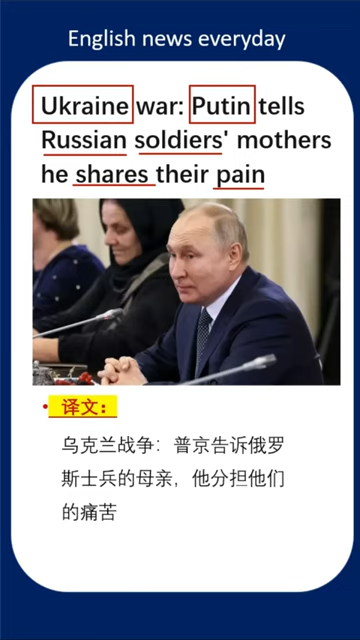 English news everyday
Ukraine war: Putin tells
Russian soldiers' mothers
he shares their pain
• 译文：
乌克兰战争：普京告诉俄罗
斯士兵的母亲，他分担他们
的痛苦